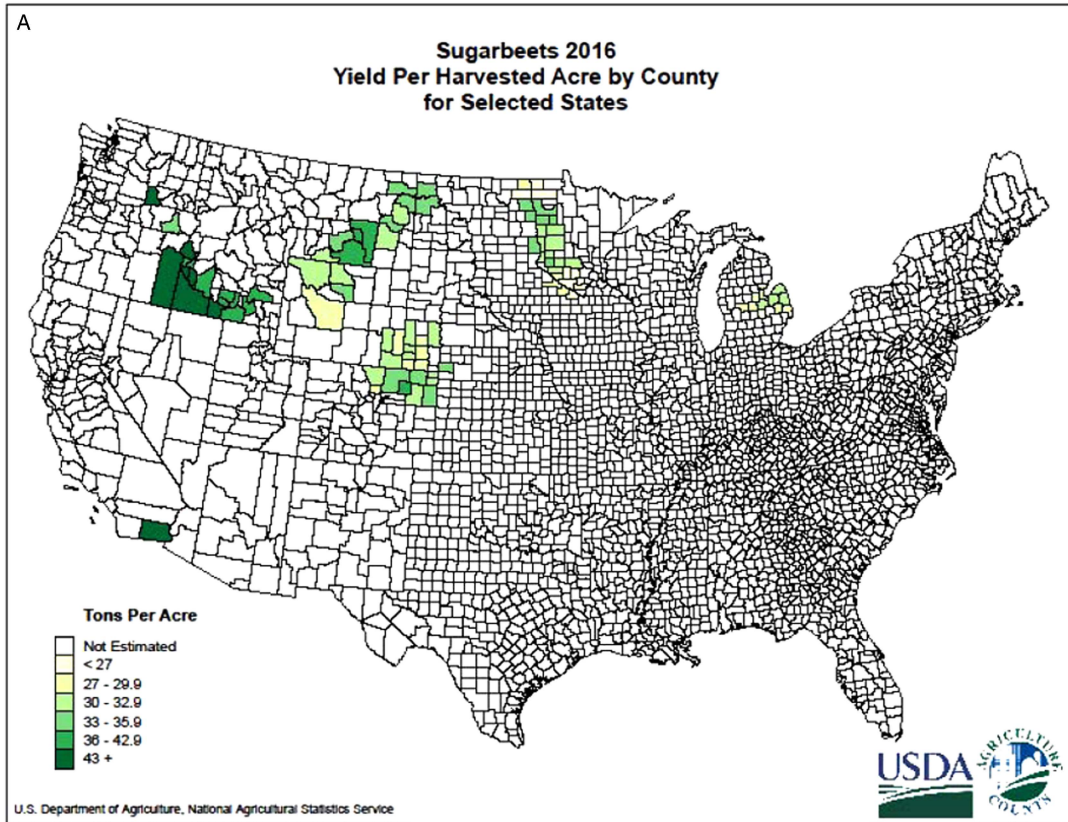 A
Sugarbeets 2016
Yield Per Harvested Acre by County
for Selected States
Tons Per Acre
Not Estimated
< 27
27 - 29.9
30 - 32.9
33 - 35.9
36 - 42.9
43 +
USDA
AGRICULTURE
COUNTS
U.S. Department of Agriculture, National Agricultural Statistics Service